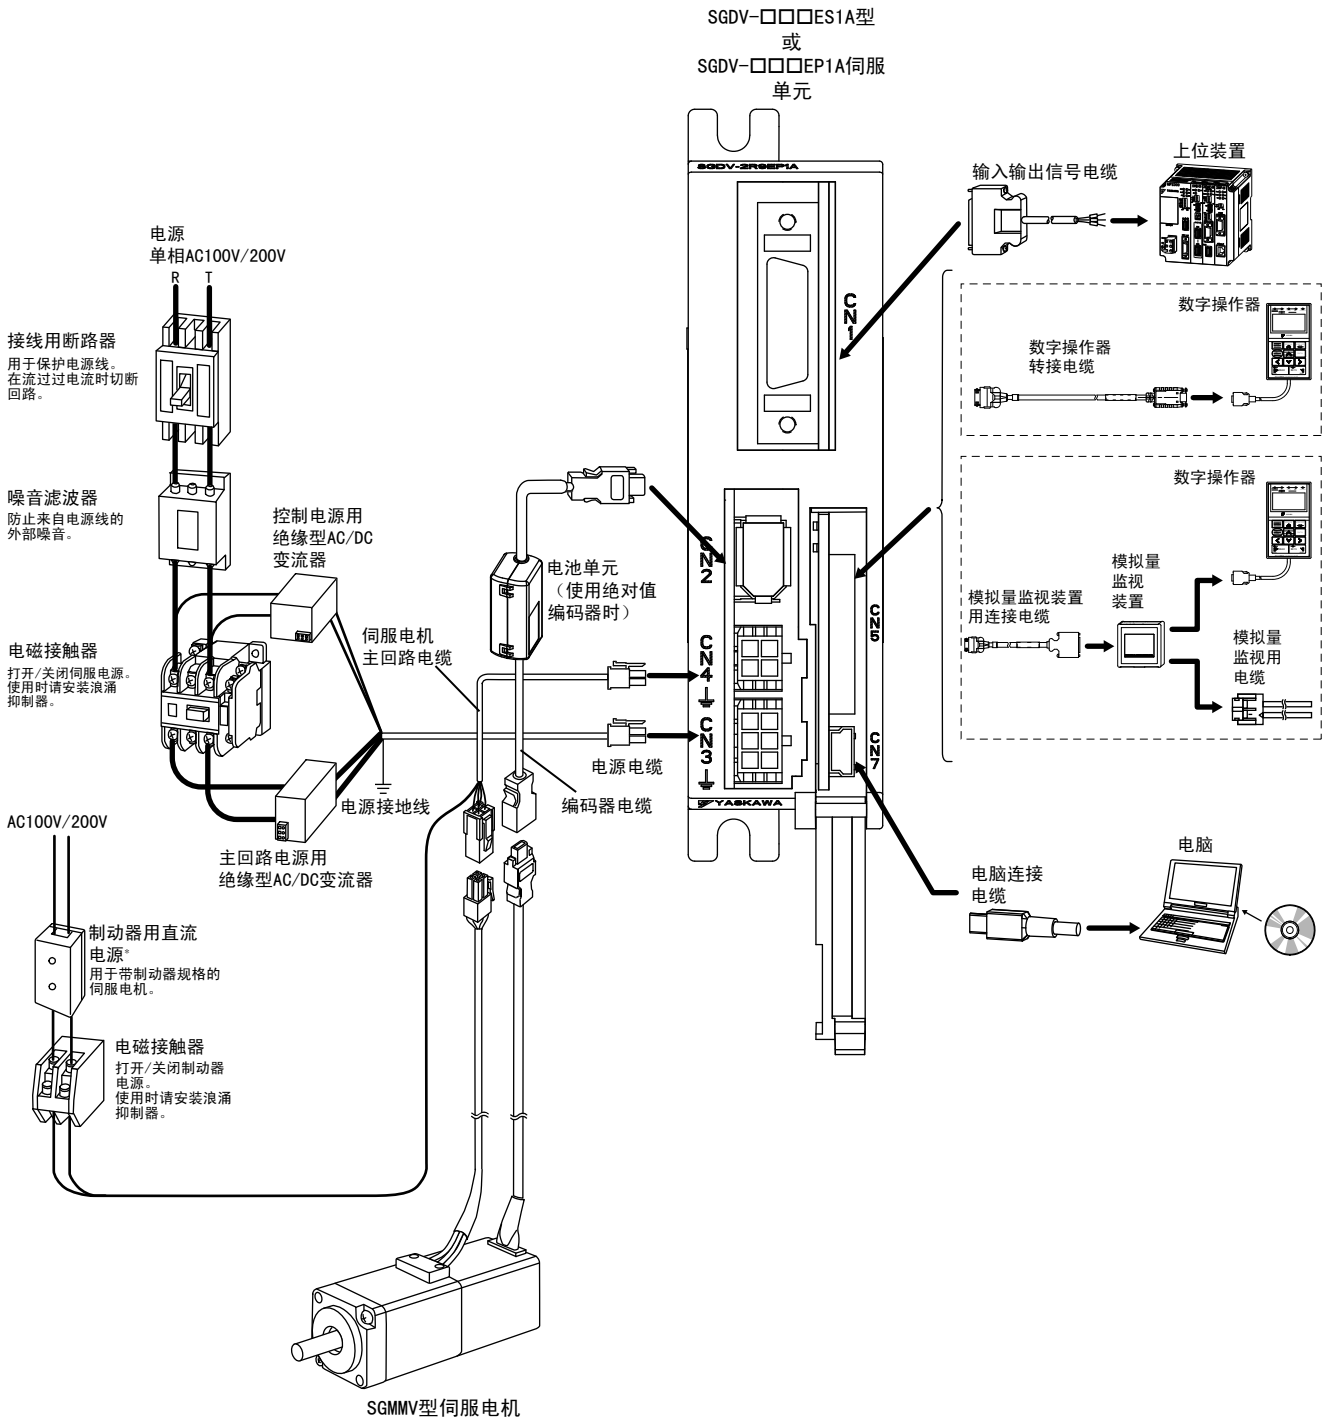 SGDV-□□□ES1A型
或
SGDV-□□□EP1A伺服
单元
SGDV-2R9EP1A
上位装置
输入输出信号电缆
电源
单相AC100V/200V
R
T
接线用断路器
用于保护电源线。
在流过过电流时切断
回路。
CN1
数字操作器
数字操作器
转接电缆
噪音滤波器
防止来自电源线的
外部噪音。
控制电源用
绝缘型AC/DC
变流器
电池单元
（使用绝对值
编码器时）
CN2
数字操作器
模拟量
监视
装置
模拟量监视装置
用连接电缆
模拟量
监视用
电缆
CN5
电磁接触器
打开/关闭伺服电源。
使用时请安装浪涌
抑制器。
伺服电机
主回路电缆
CN4
CN3
CN7
电源电缆
电源接地线
编码器电缆
YASKAWA
AC100V/200V
主回路电源用
绝缘型AC/DC变流器
电脑
电脑连接
电缆
制动器用直流
电源*
用于带制动器规格的
伺服电机。
电磁接触器
打开/关闭制动器
电源。
使用时请安装浪涌
抑制器。
SGMMV型伺服电机